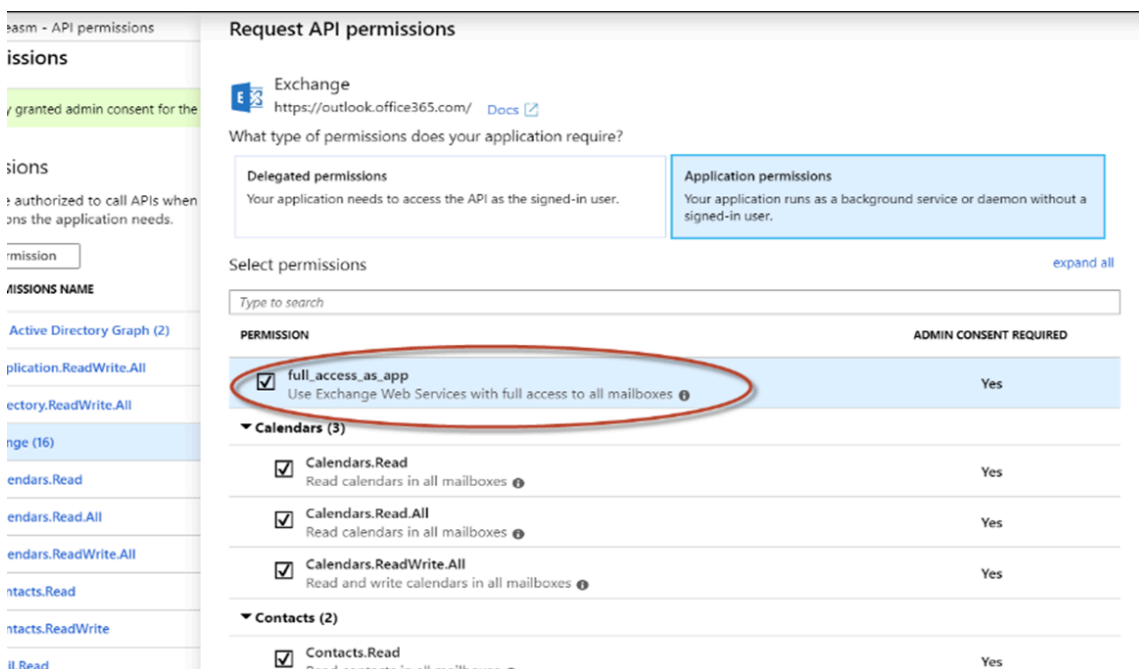 easm - API permissions
issions
y granted admin consent for the
sions
e authorized to call APIs when
ons the application needs.
rmission
MISSIONS NAME
Active Directory Graph (2)
plication.ReadWrite.All
ectory.ReadWrite.All
nge (16)
endars.Read
endars.Read.All
endars.ReadWrite.All
ntacts.Read
ntacts.ReadWrite
il.Read
Request API permissions
Exchange
https://outlook.office365.com/ Docs
What type of permissions does your application require?
Delegated permissions
Your application needs to access the API as the signed-in user.
Application permissions
Your application runs as a background service or daemon without a
signed-in user.
Select permissions
expand all
Type to search
PERMISSION ADMIN CONSENT REQUIRED
full_access_as_app
Use Exchange Web Services with full access to all mailboxes
Yes
Calendars (3)
Calendars.Read
Read calendars in all mailboxes
Yes
Calendars.Read.All
Read calendars in all mailboxes
Yes
Calendars.ReadWrite.All
Read and write calendars in all mailboxes
Yes
Contacts (2)
Contacts.Read
Read contacts in all mailboxes
Yes